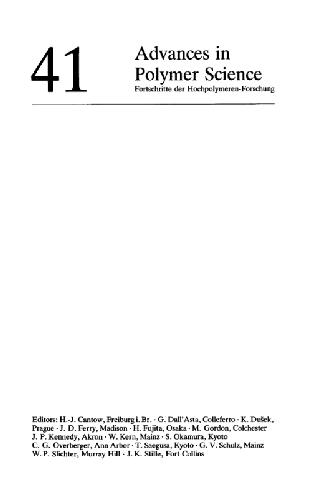 41
Advances in
Polymer Science
Fortschritte der Hochpolymeren-Forschung
Editors: H.-J. Cantow, Freiburg i. Br. · G. Dall'Asta, Colleferro · K. Dušek,
Prague · J. D. Ferry, Madison · H. Fujita, Osaka · M. Gordon, Colchester
J. P. Kennedy, Akron · W. Kern, Mainz · S. Okamura, Kyoto
C. G. Overberger, Ann Arbor · T. Saegusa, Kyoto · G. V. Schulz, Mainz
W. P. Slichter, Murray Hill · J. K. Stille, Fort Collins